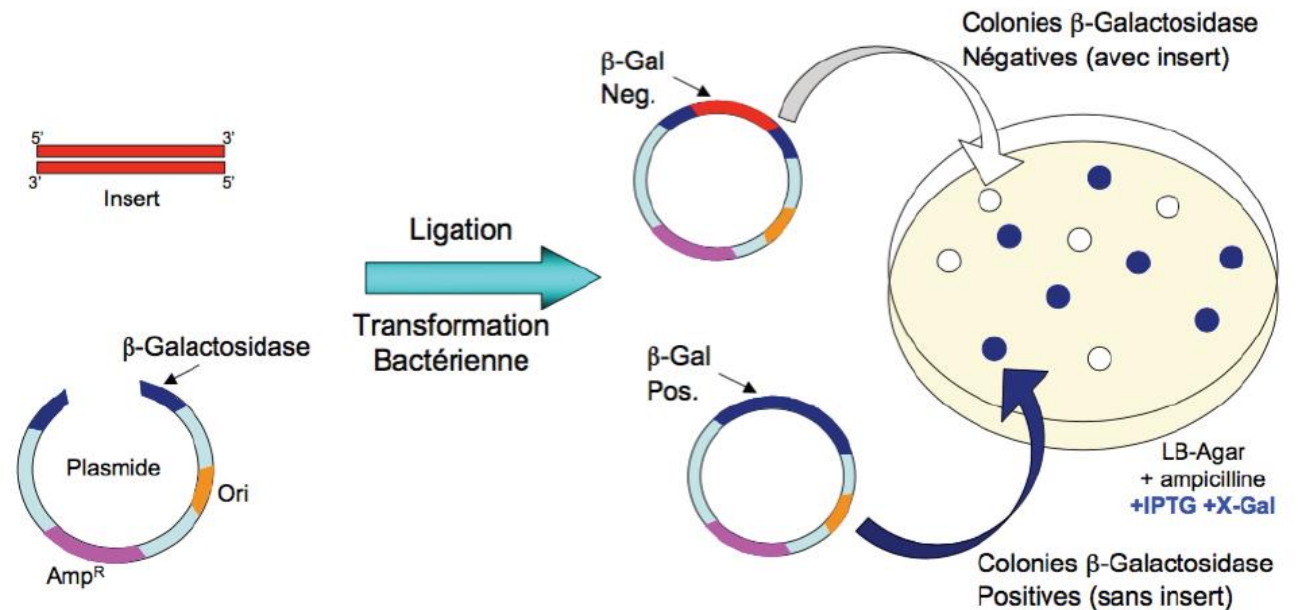 5' 3'
3' 5'
Insert
β-Galactosidase
Plasmide
Ori
Amp^R
Ligation
Transformation
Bactérienne
β-Gal
Neg.
β-Gal
Pos.
Colonies β-Galactosidase
Négatives (avec insert)
LB-Agar
+ ampicilline
+IPTG +X-Gal
Colonies β-Galactosidase
Positives (sans insert)